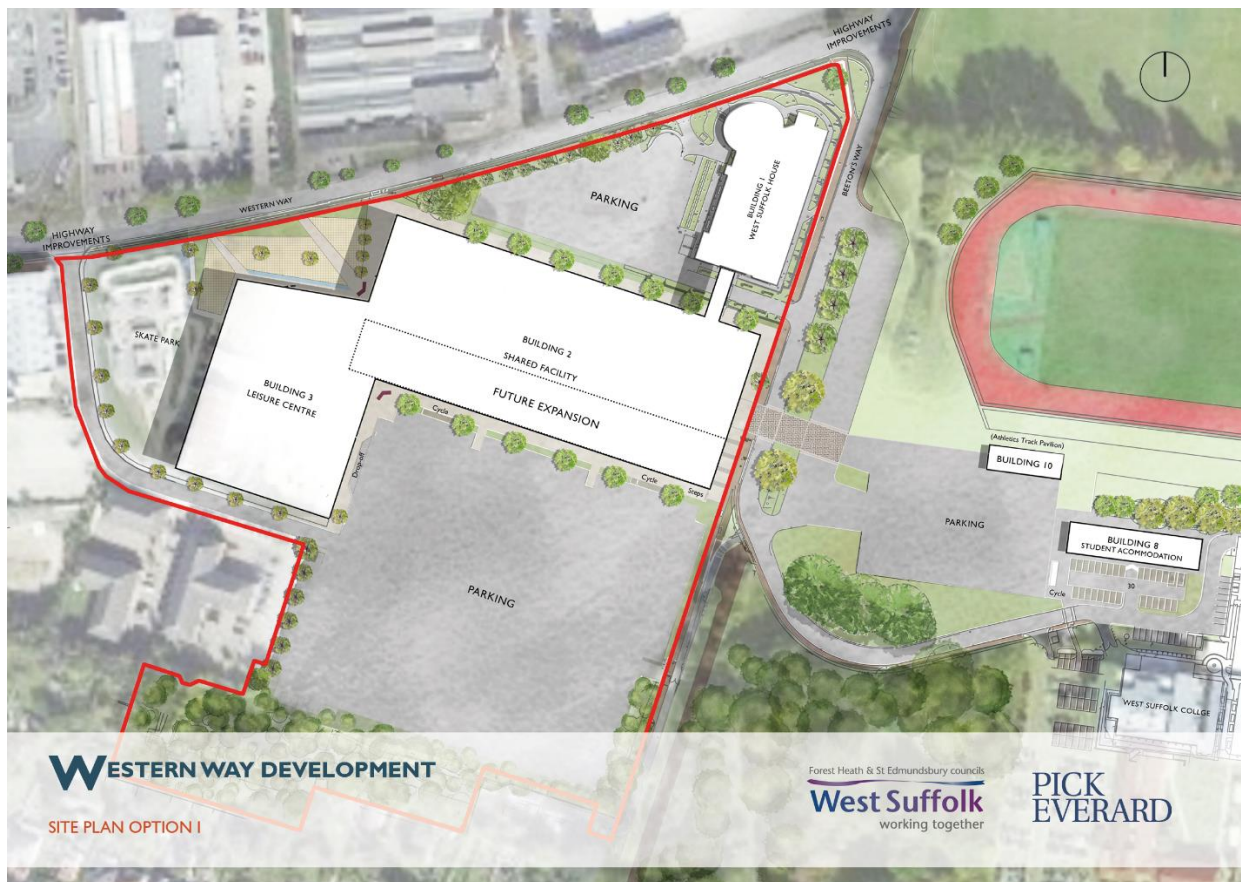 HIGHWAY
IMPROVEMENTS
BUILDING 1
WEST SUFFOLK HOUSE
BEETON'S WAY
PARKING
WESTERN WAY
HIGHWAY
IMPROVEMENTS
SKATE PARK
BUILDING 2
SHARED FACILITY
FUTURE EXPANSION
BUILDING 3
LEISURE CENTRE
Cycle
Drop-off
Cycle
Steps
(Athletics Track Pavilion)
BUILDING 10
PARKING
BUILDING 8
STUDENT ACOMMODATION
30
Cycle
PARKING
WEST SUFFOLK COLLGE
WESTERN WAY DEVELOPMENT
SITE PLAN OPTION I
Forest Heath & St Edmundsbury councils
West Suffolk
working together
PICK
EVERARD